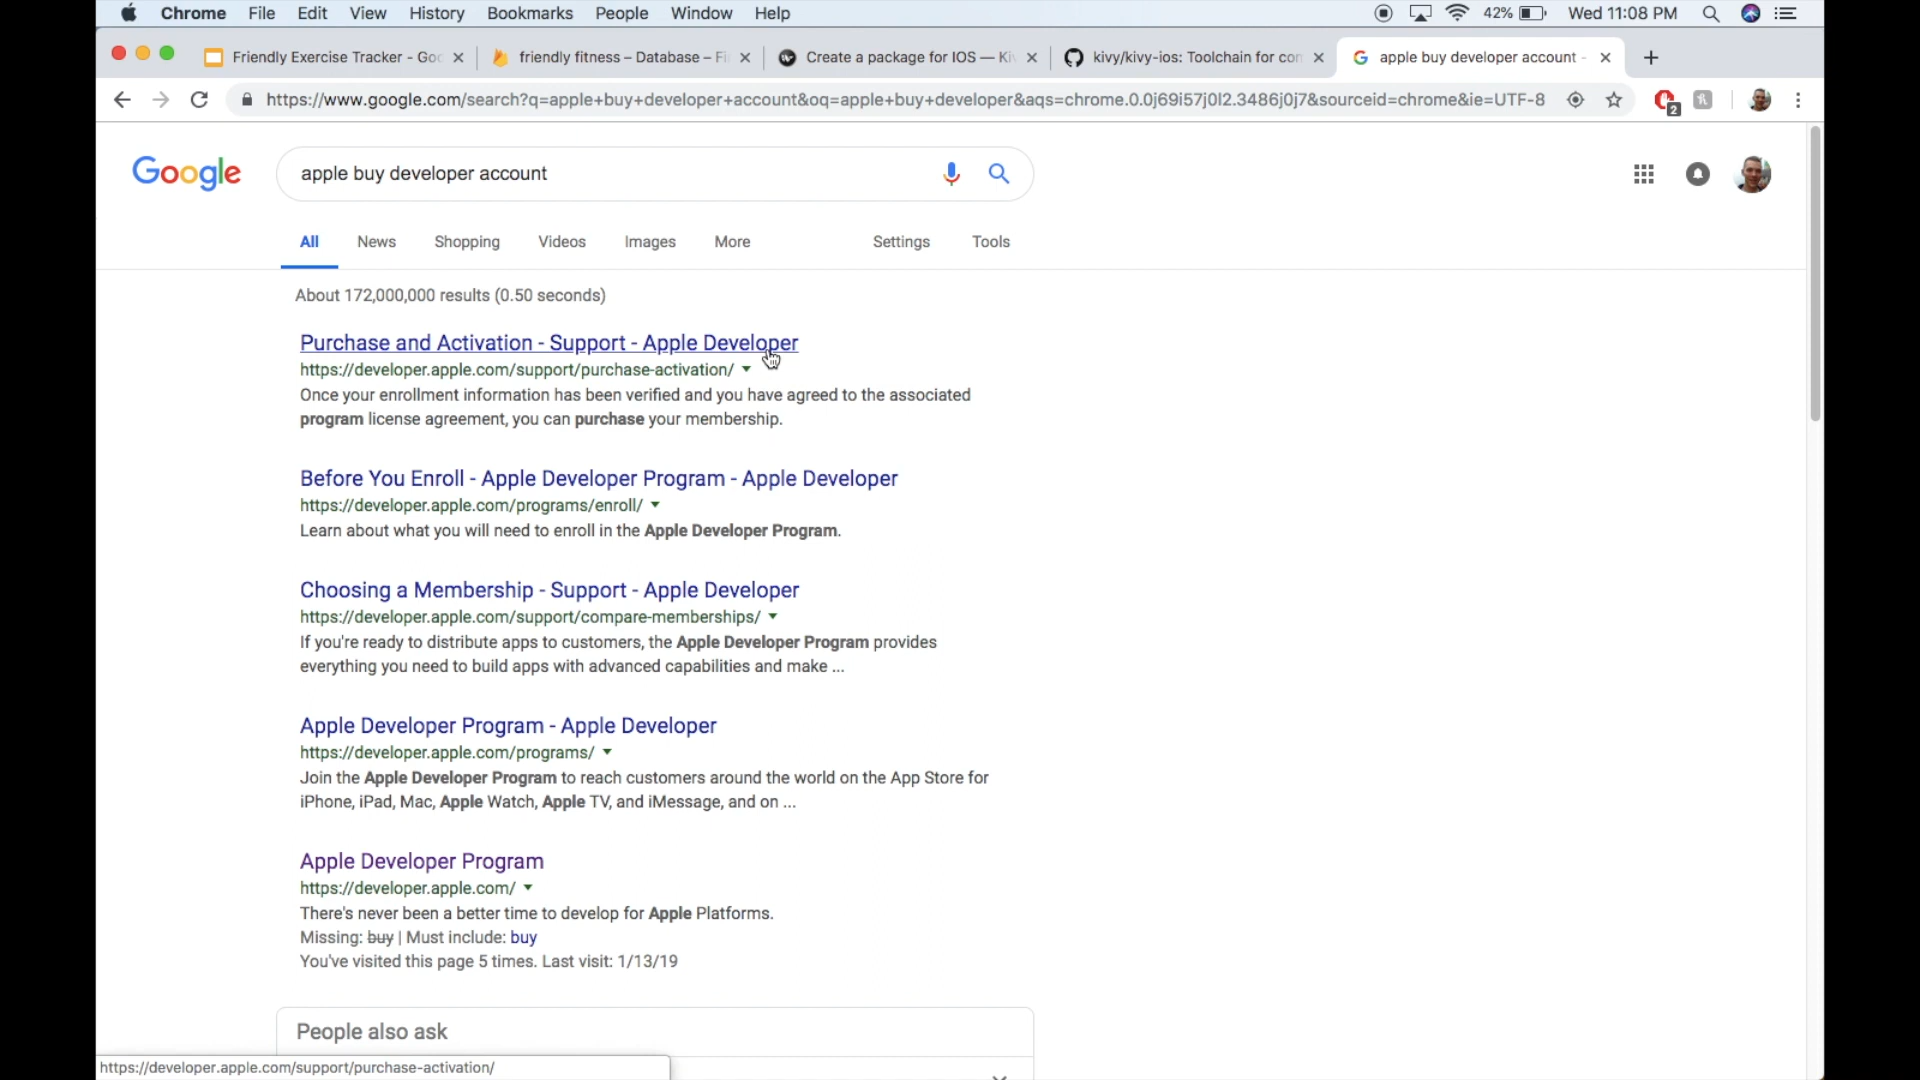 Chrome File Edit View History Bookmarks People Window Help 42% Wed 11:08 PM
Friendly Exercise Tracker - Goo friendly fitness – Database – Fi Create a package for IOS — Ki kivy/kivy-ios: Toolchain for com apple buy developer account -
https://www.google.com/search?q=apple+buy+developer+account&oq=apple+buy+developer&aqs=chrome.0.0j69i57j0l2.3486j0j7&sourceid=chrome&ie=UTF-8 2
Google apple buy developer account
All News Shopping Videos Images More Settings Tools
About 172,000,000 results (0.50 seconds)
Purchase and Activation - Support - Apple Developer
https://developer.apple.com/support/purchase-activation/
Once your enrollment information has been verified and you have agreed to the associated
program license agreement, you can purchase your membership.
Before You Enroll - Apple Developer Program - Apple Developer
https://developer.apple.com/programs/enroll/
Learn about what you will need to enroll in the Apple Developer Program.
Choosing a Membership - Support - Apple Developer
https://developer.apple.com/support/compare-memberships/
If you're ready to distribute apps to customers, the Apple Developer Program provides
everything you need to build apps with advanced capabilities and make ...
Apple Developer Program - Apple Developer
https://developer.apple.com/programs/
Join the Apple Developer Program to reach customers around the world on the App Store for
iPhone, iPad, Mac, Apple Watch, Apple TV, and iMessage, and on ...
Apple Developer Program
https://developer.apple.com/
There's never been a better time to develop for Apple Platforms.
Missing: buy | Must include: buy
You've visited this page 5 times. Last visit: 1/13/19
People also ask
https://developer.apple.com/support/purchase-activation/